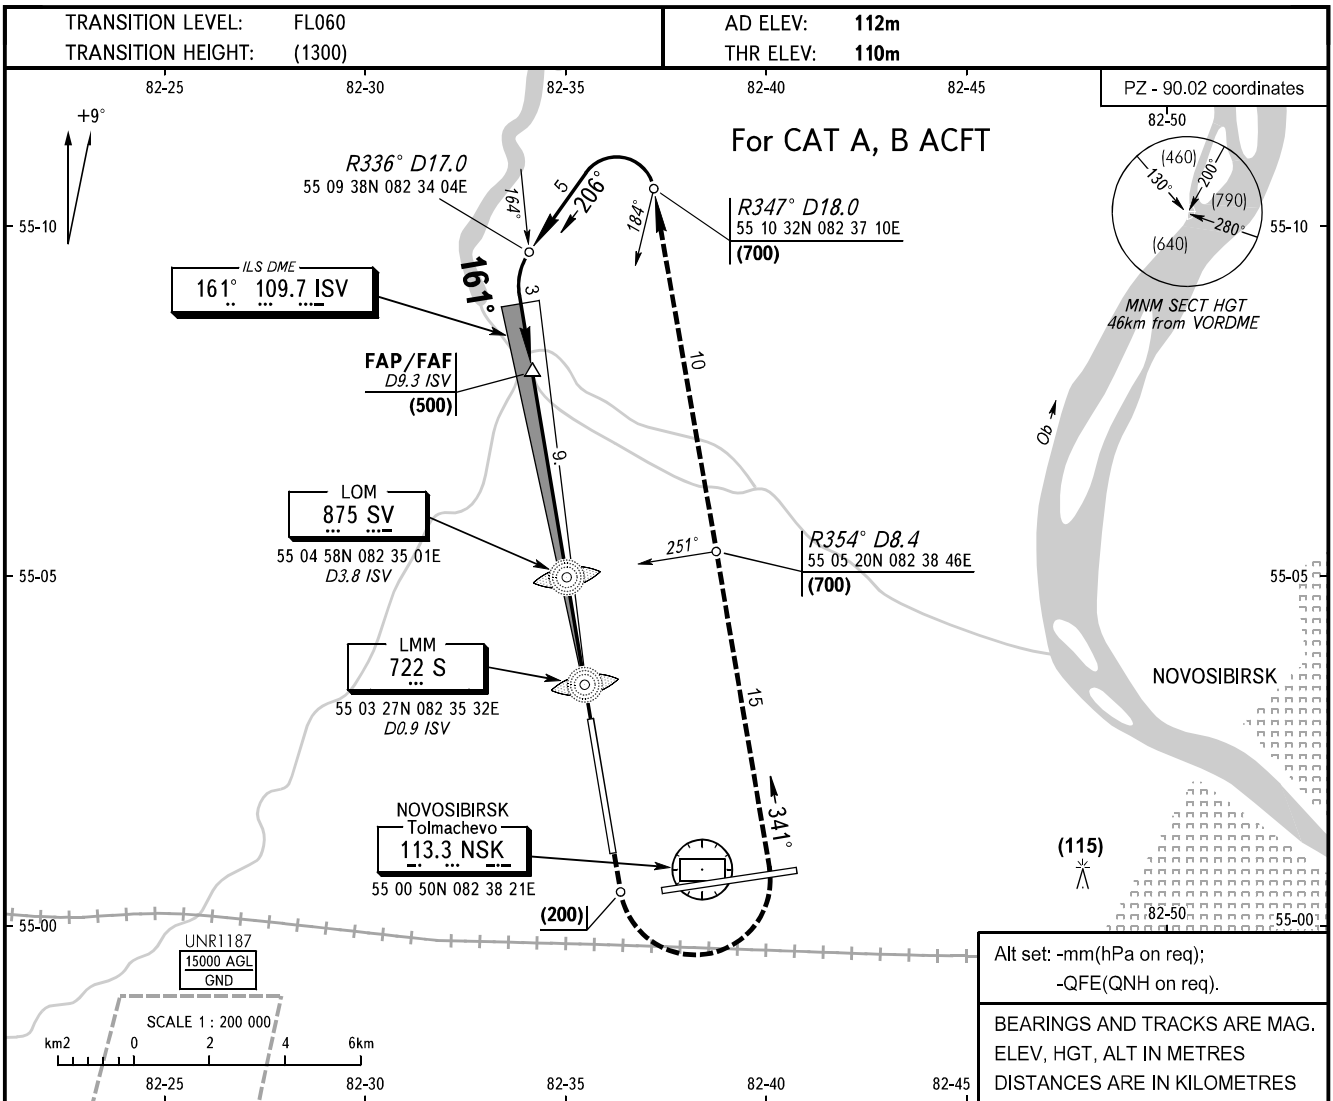 TRANSITION LEVEL: FL060
TRANSITION HEIGHT: (1300)
AD ELEV: 112m
THR ELEV: 110m
82-25 82-30 82-35 82-40 82-45
PZ - 90.02 coordinates
82-50
+9°
For CAT A, B ACFT
(460)
130°
200°
(790)
280°
(640)
MNM SECT HGT
46km from VORDME
R336° D17.0
55 09 38N 082 34 04E
164°
5
206°
184°
R347° D18.0
55 10 32N 082 37 10E
(700)
55-10
55-10
161°
3
ILS DME
161° 109.7 ISV
FAP/FAF
D9.3 ISV
(500)
10
9.
Ob
LOM
875 SV
55 04 58N 082 35 01E
D3.8 ISV
251°
R354° D8.4
55 05 20N 082 38 46E
(700)
55-05
55-05
LMM
722 S
55 03 27N 082 35 32E
D0.9 ISV
15
NOVOSIBIRSK
NOVOSIBIRSK
Tolmachevo
113.3 NSK
55 00 50N 082 38 21E
341°
(115)
(200)
82-50
55-00
55-00
UNR1187
15000 AGL
GND
SCALE 1 : 200 000
km2 0 2 4 6km
82-25 82-30 82-35 82-40 82-45
Alt set: -mm(hPa on req);
-QFE(QNH on req).
BEARINGS AND TRACKS ARE MAG.
ELEV, HGT, ALT IN METRES
DISTANCES ARE IN KILOMETRES